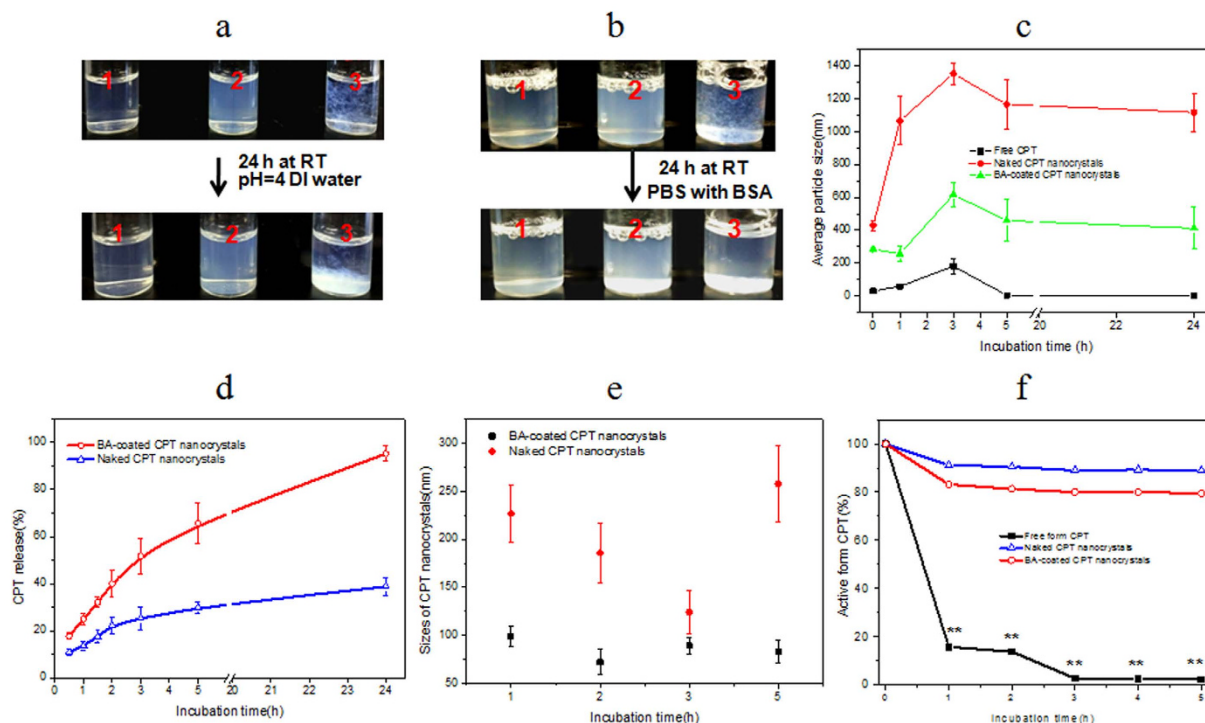 a
1 2 3
24 h at RT
pH=4 DI water
1 2 3
b
1 2 3
24 h at RT
PBS with BSA
1 2 3
c
Average particle size(nm)
1400
1200
1000
800
600
400
200
0
Free CPT
Naked CPT nanocrystals
BA-coated CPT nanocrystals
0 1 2 3 4 5 20 22 24
Incubation time (h)
d
CPT release(%)
100
80
60
40
20
0
BA-coated CPT nanocrystals
Naked CPT nanocrystals
0 1 2 3 4 5 20 21 22 23 24
Incubation time(h)
e
Sizes of CPT nanocrystals(nm)
300
250
200
150
100
50
BA-coated CPT nanocrystals
Naked CPT nanocrystals
1 2 3 5
Incubation time(h)
f
Active form CPT(%)
100
80
60
40
20
0
Free form CPT
Naked CPT nanocrystals
BA-coated CPT nanocrystals
** ** ** ** **
0 1 2 3 4 5
Incubation time(h)